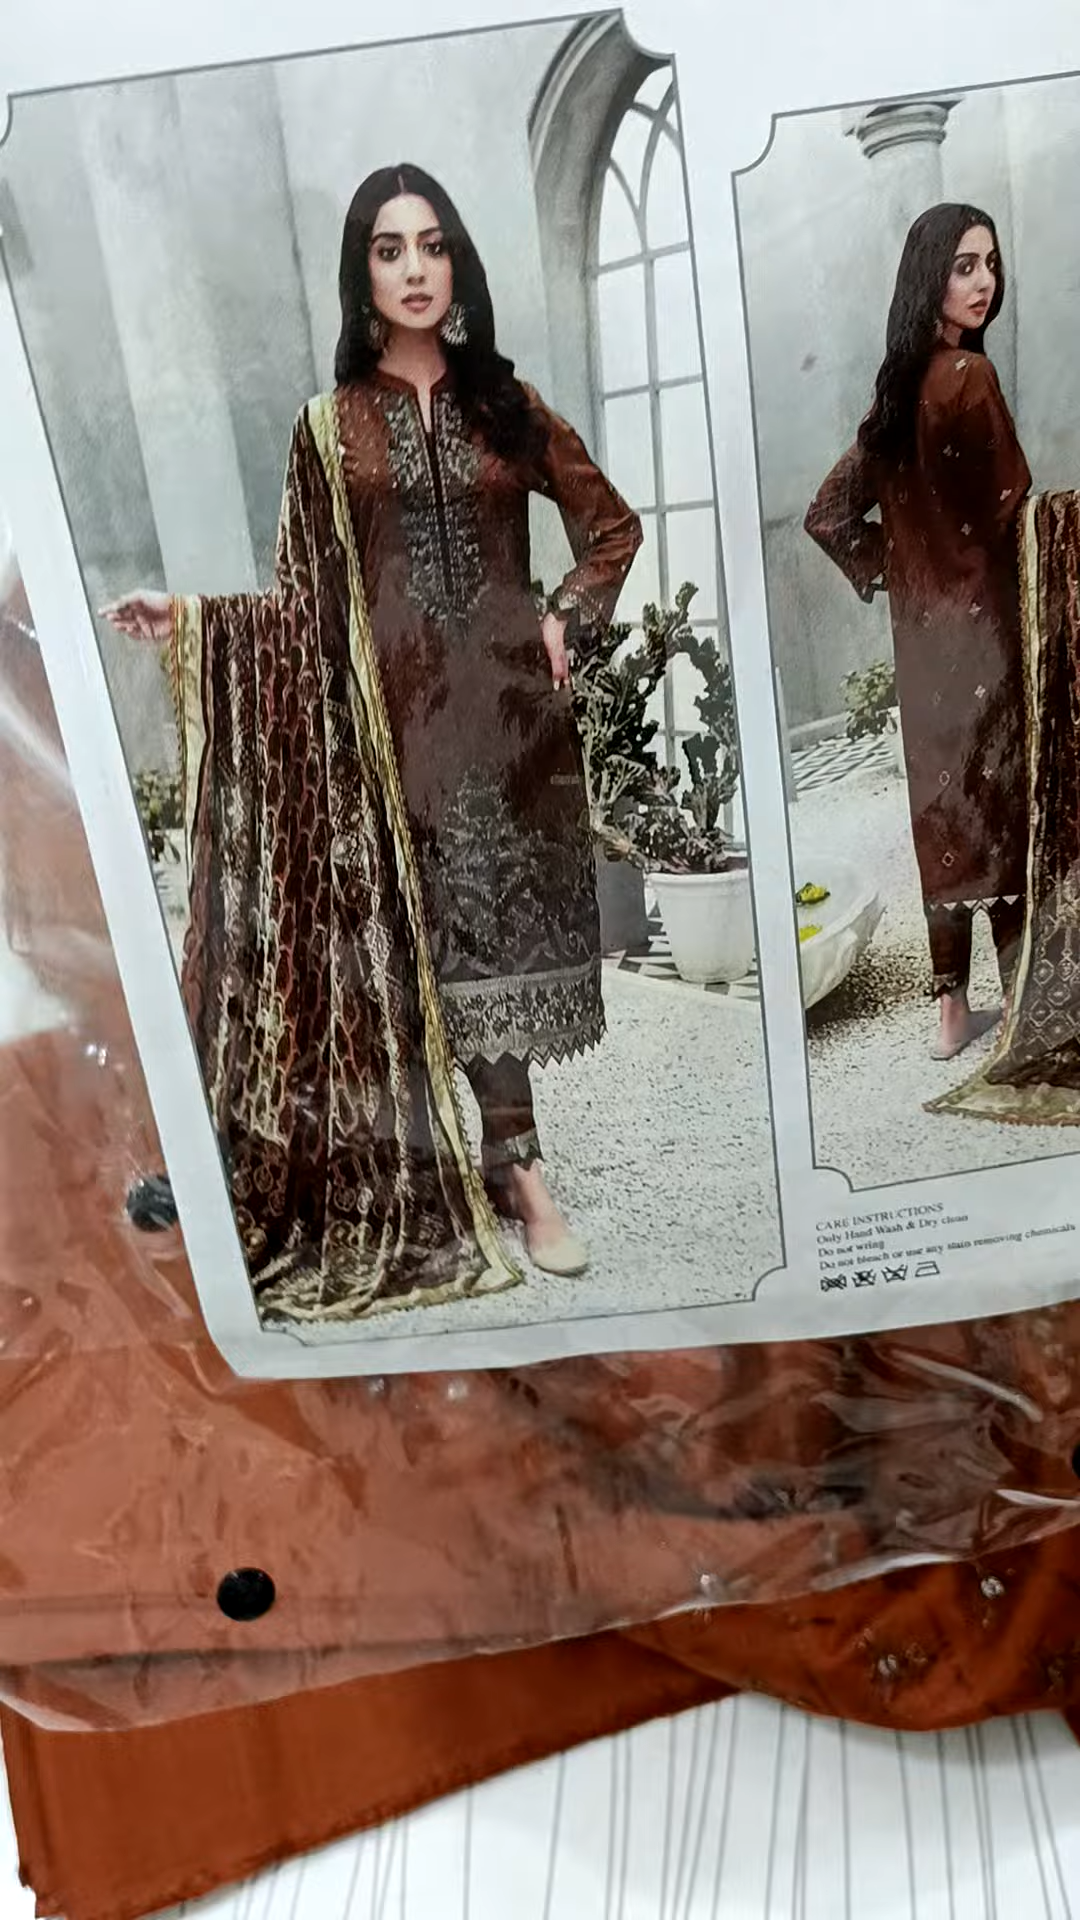 CARE INSTRUCTIONS
Only Hand Wash & Dry clean
Do not wring
Do not bleach or use any stain removing chemicals